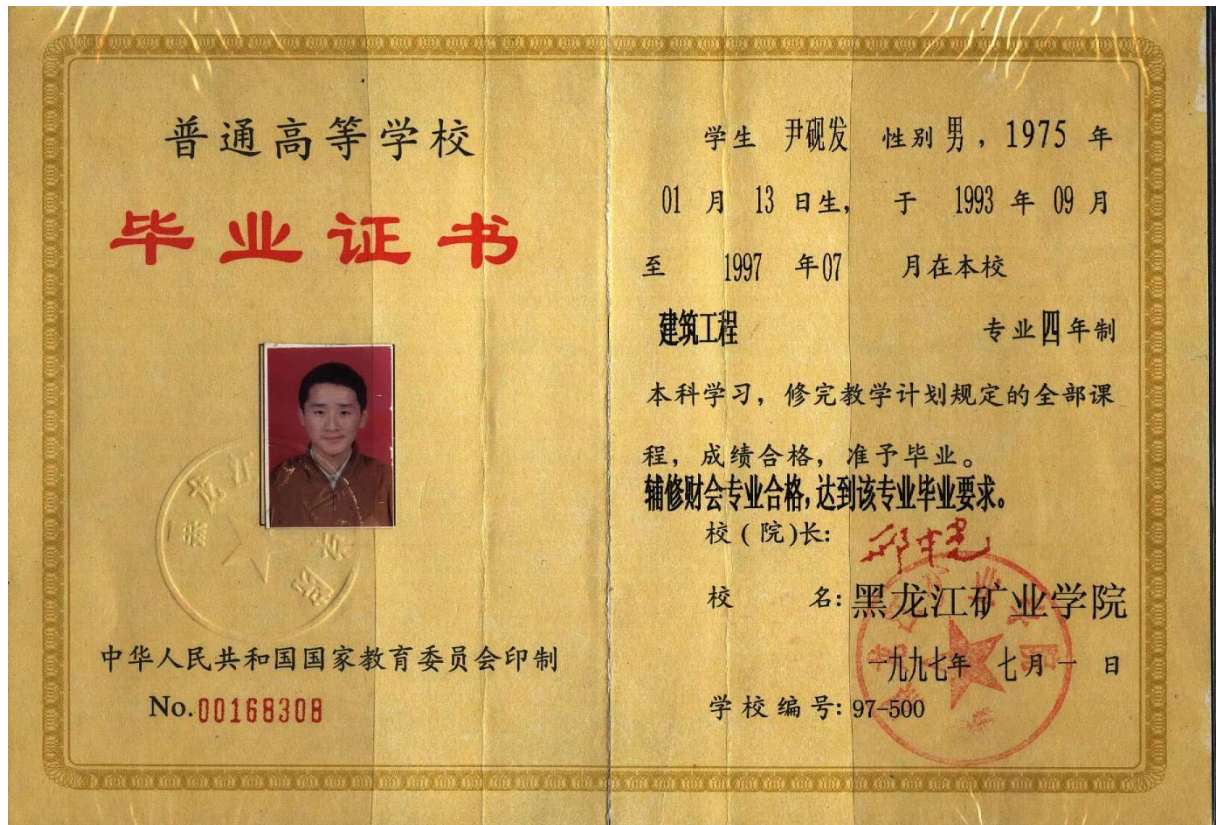 普通高等学校
毕业证书
中华人民共和国国家教育委员会印制
No.00168308
学生 尹砚发 性别 男，1975 年
01 月 13 日生， 于 1993 年 09 月
至 1997 年 07 月在本校
建筑工程 专业 四 年制
本科学习，修完教学计划规定的全部课
程，成绩合格，准予毕业。
辅修财会专业合格，达到该专业毕业要求。
校(院)长：
校 名：黑龙江矿业学院
一九九七年 七月一 日
学校编号：97-500